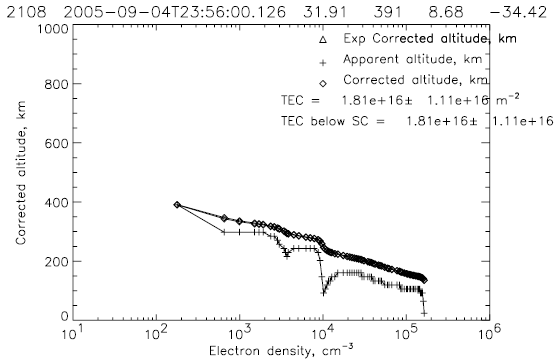 2108 2005-09-04T23:56:00.126 31.91 391 8.68 -34.42
1000
800
600
400
200
0
Corrected altitude, km
△ Exp Corrected altitude, km
+ Apparent altitude, km
◇ Corrected altitude, km
TEC = 1.81e+16± 1.11e+16 m⁻²
TEC below SC = 1.81e+16± 1.11e+16
10¹ 10² 10³ 10⁴ 10⁵ 10⁶
Electron density, cm⁻³